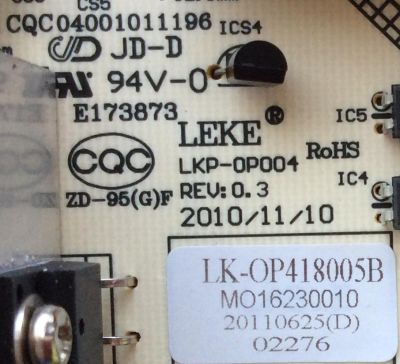 CS5
CQC04001011196
ICS4
JD-D
94V-0
E173873
LEKE®
IC5
CQC
LKP-OP004
RoHS
ZD-95(G)F
REV:0.3
IC4
2010/11/10
LK-OP418005B
MO16230010
20110625(D)
02276